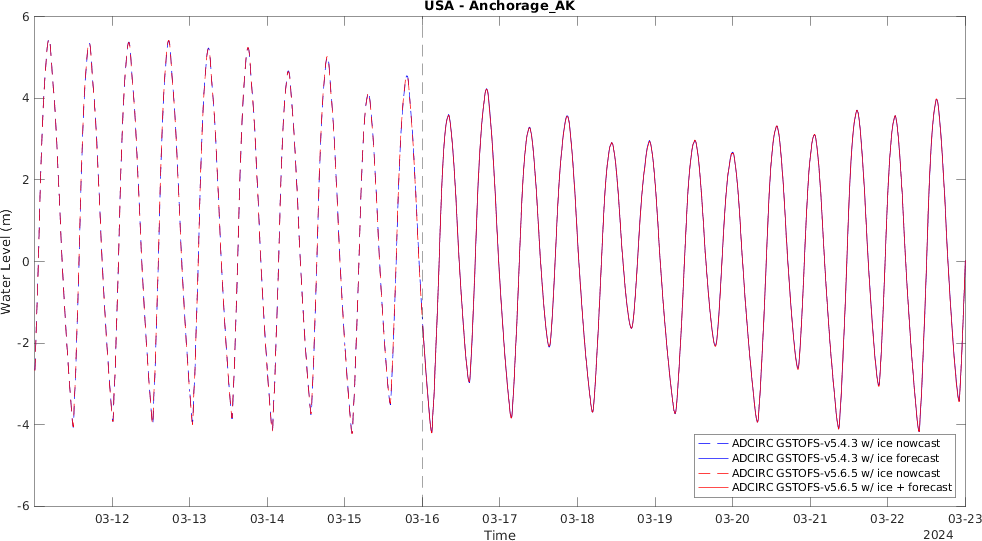 USA - Anchorage_AK
6
4
2
0
-2
-4
-6
Water Level (m)
ADCIRC GSTOFS-v5.4.3 w/ ice nowcast
ADCIRC GSTOFS-v5.4.3 w/ ice forecast
ADCIRC GSTOFS-v5.6.5 w/ ice nowcast
ADCIRC GSTOFS-v5.6.5 w/ ice + forecast
03-12 03-13 03-14 03-15 03-16 03-17 03-18 03-19 03-20 03-21 03-22 03-23
Time
2024